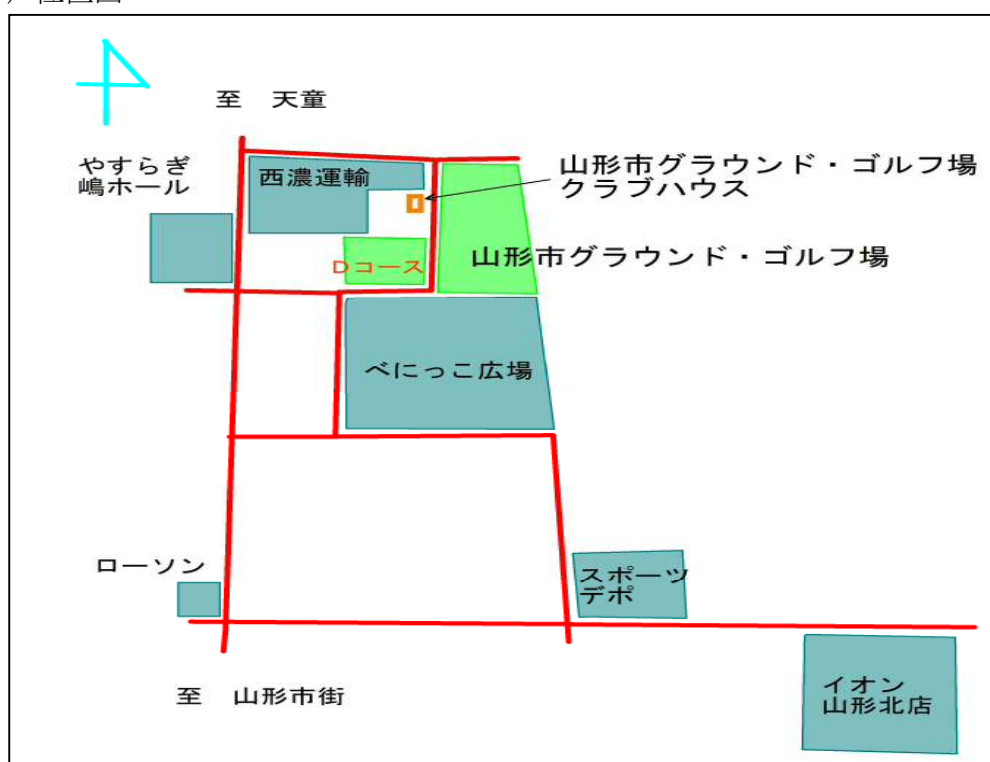 至　天童
やすらぎ
嶋ホール
西濃運輸
山形市グラウンド・ゴルフ場
クラブハウス
Dコース
山形市グラウンド・ゴルフ場
べにっこ広場
ローソン
スポーツ
デポ
至　山形市街
イオン
山形北店